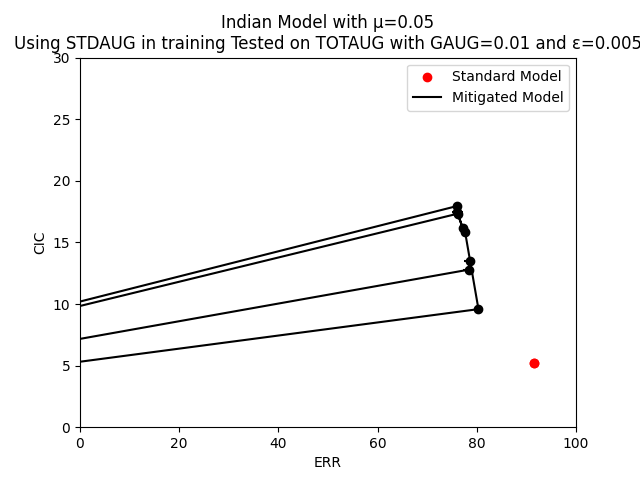 Indian Model with μ=0.05
Using STDAUG in training Tested on TOTAUG with GAUG=0.01 and ε=0.005
30
25
20
15
10
5
0
CIC
Standard Model
Mitigated Model
0 20 40 60 80 100
ERR